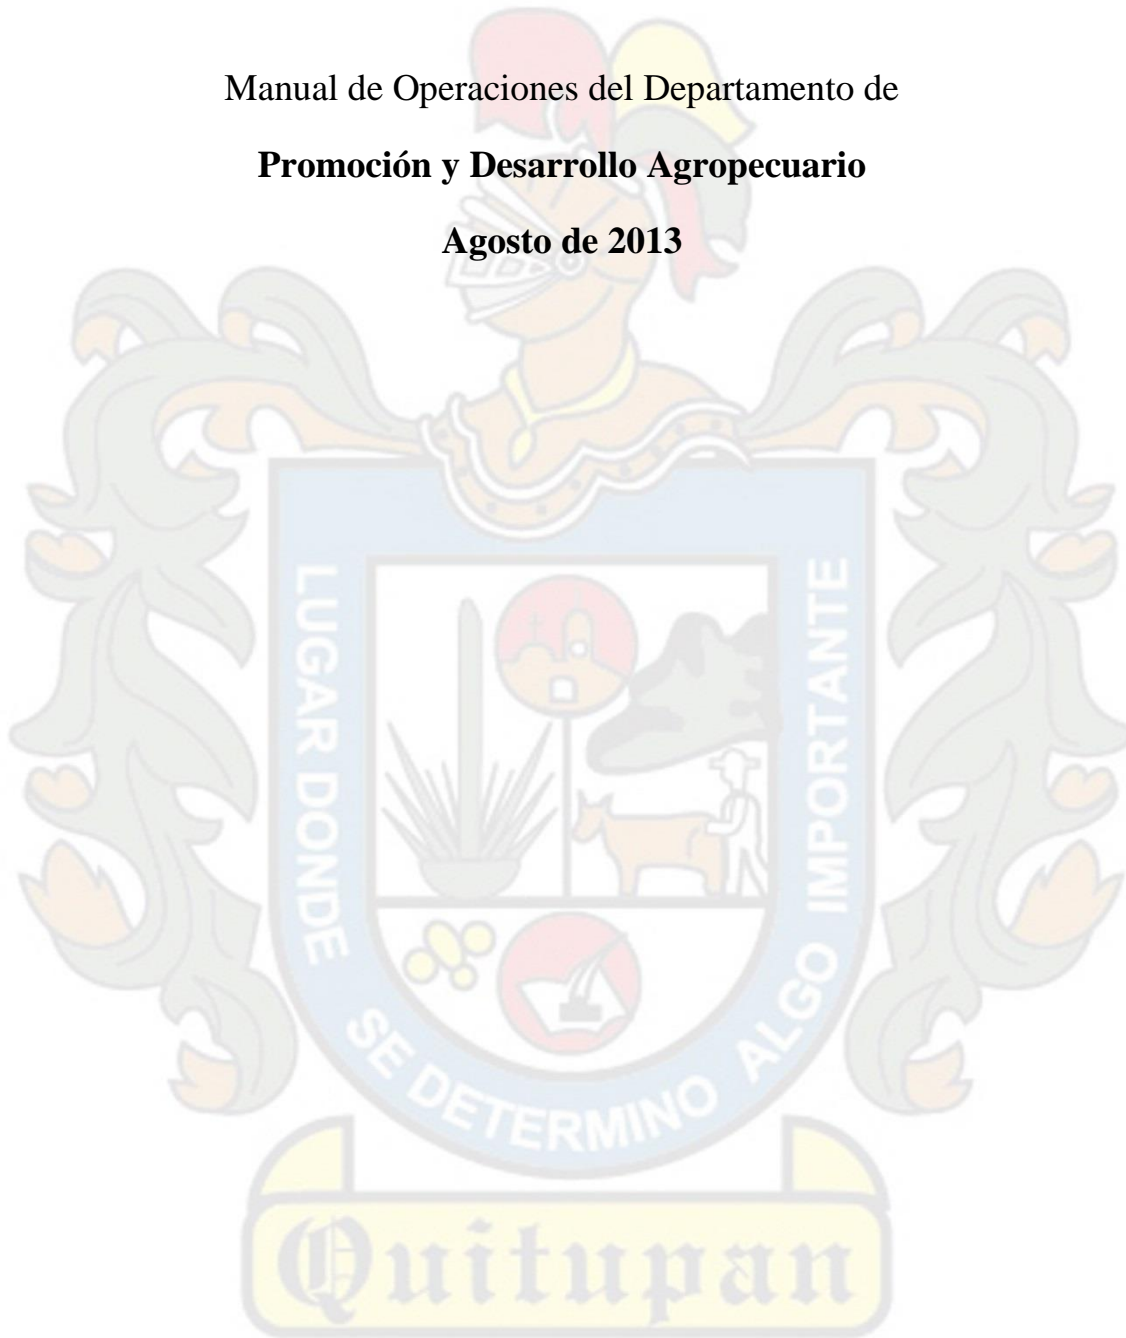 Manual de Operaciones del Departamento de
Promoción y Desarrollo Agropecuario
Agosto de 2013
LUGAR DONDE SE DETERMINO ALGO IMPORTANTE
Quitupan